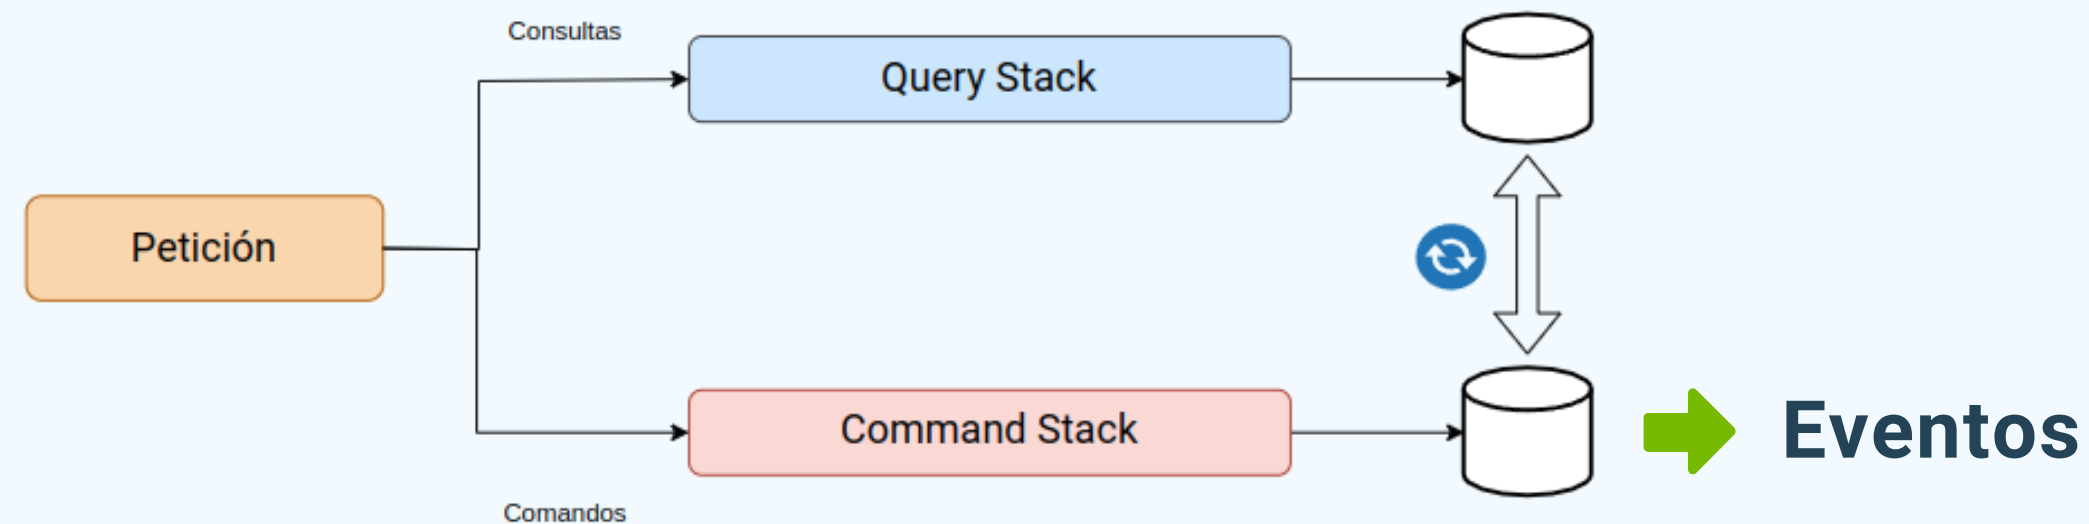 Consultas
Query Stack
Petición
Command Stack
Eventos
Comandos